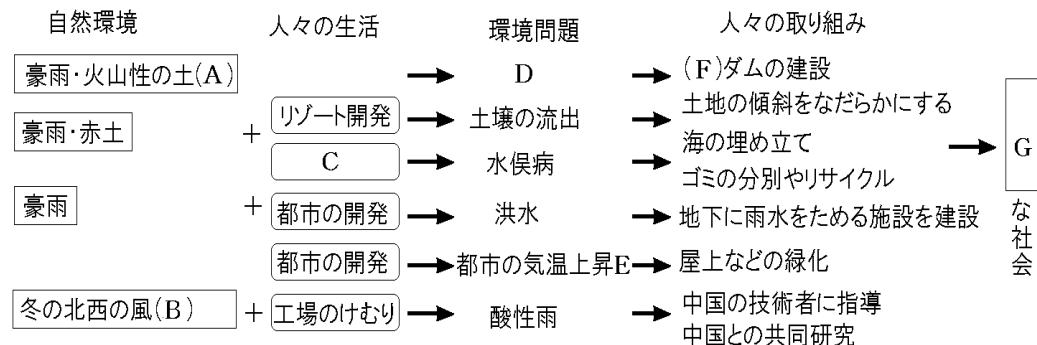 自然環境 人々の生活 環境問題 人々の取り組み
豪雨・火山性の土(A) D (F)ダムの建設
豪雨・赤土 + リゾート開発 土壌の流出 土地の傾斜をなだらかにする
C 水俣病 海の埋め立て
ゴミの分別やリサイクル
豪雨 + 都市の開発 洪水 地下に雨水をためる施設を建設
都市の開発 都市の気温上昇E 屋上などの緑化
冬の北西の風(B) + 工場のけむり 酸性雨 中国の技術者に指導
中国との共同研究
G
な社会